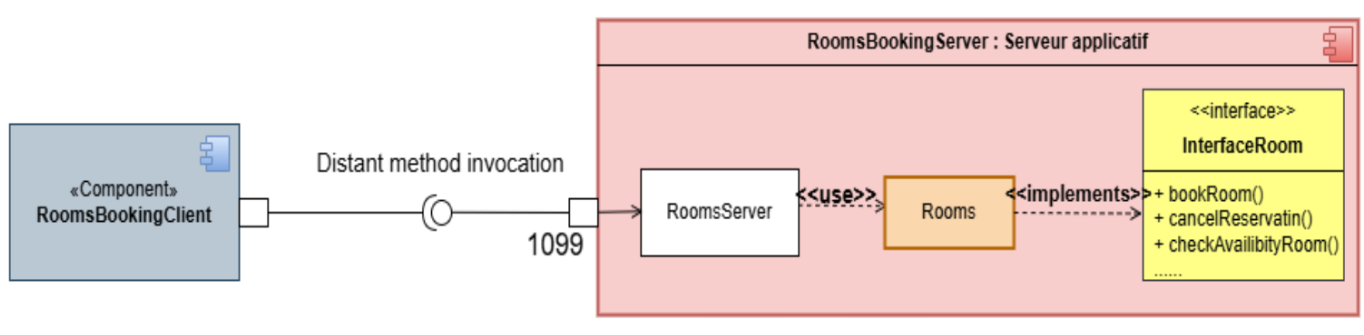 RoomsBookingServer : Serveur applicatif
<<interface>>
InterfaceRoom
+ bookRoom()
+ cancelReservatin()
+ checkAvailibityRoom()
......
Distant method invocation
«Component»
RoomsBookingClient
1099
RoomsServer
<<use>>
Rooms
<<implements>>